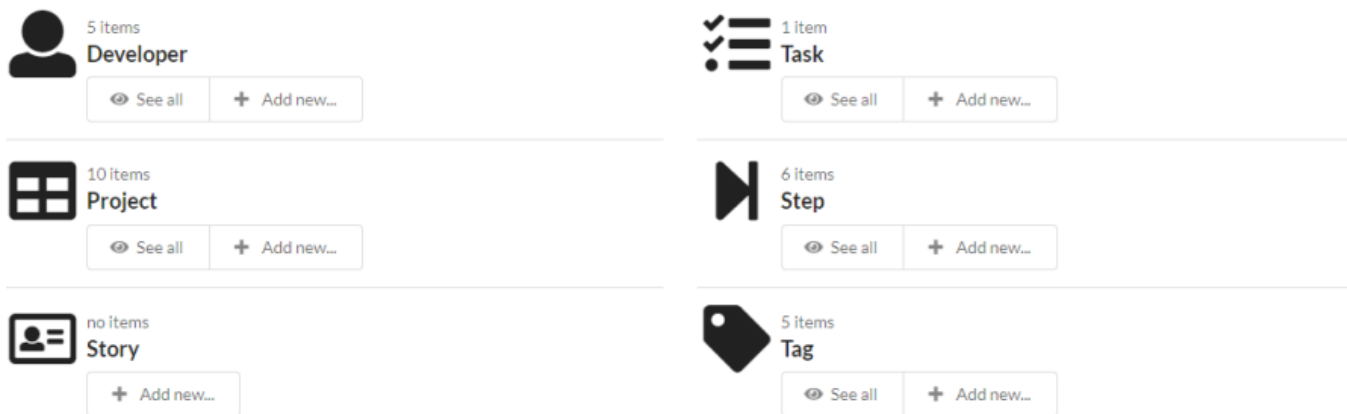 5 items
Developer
See all
Add new...
1 item
Task
See all
Add new...
10 items
Project
See all
Add new...
6 items
Step
See all
Add new...
no items
Story
Add new...
5 items
Tag
See all
Add new...